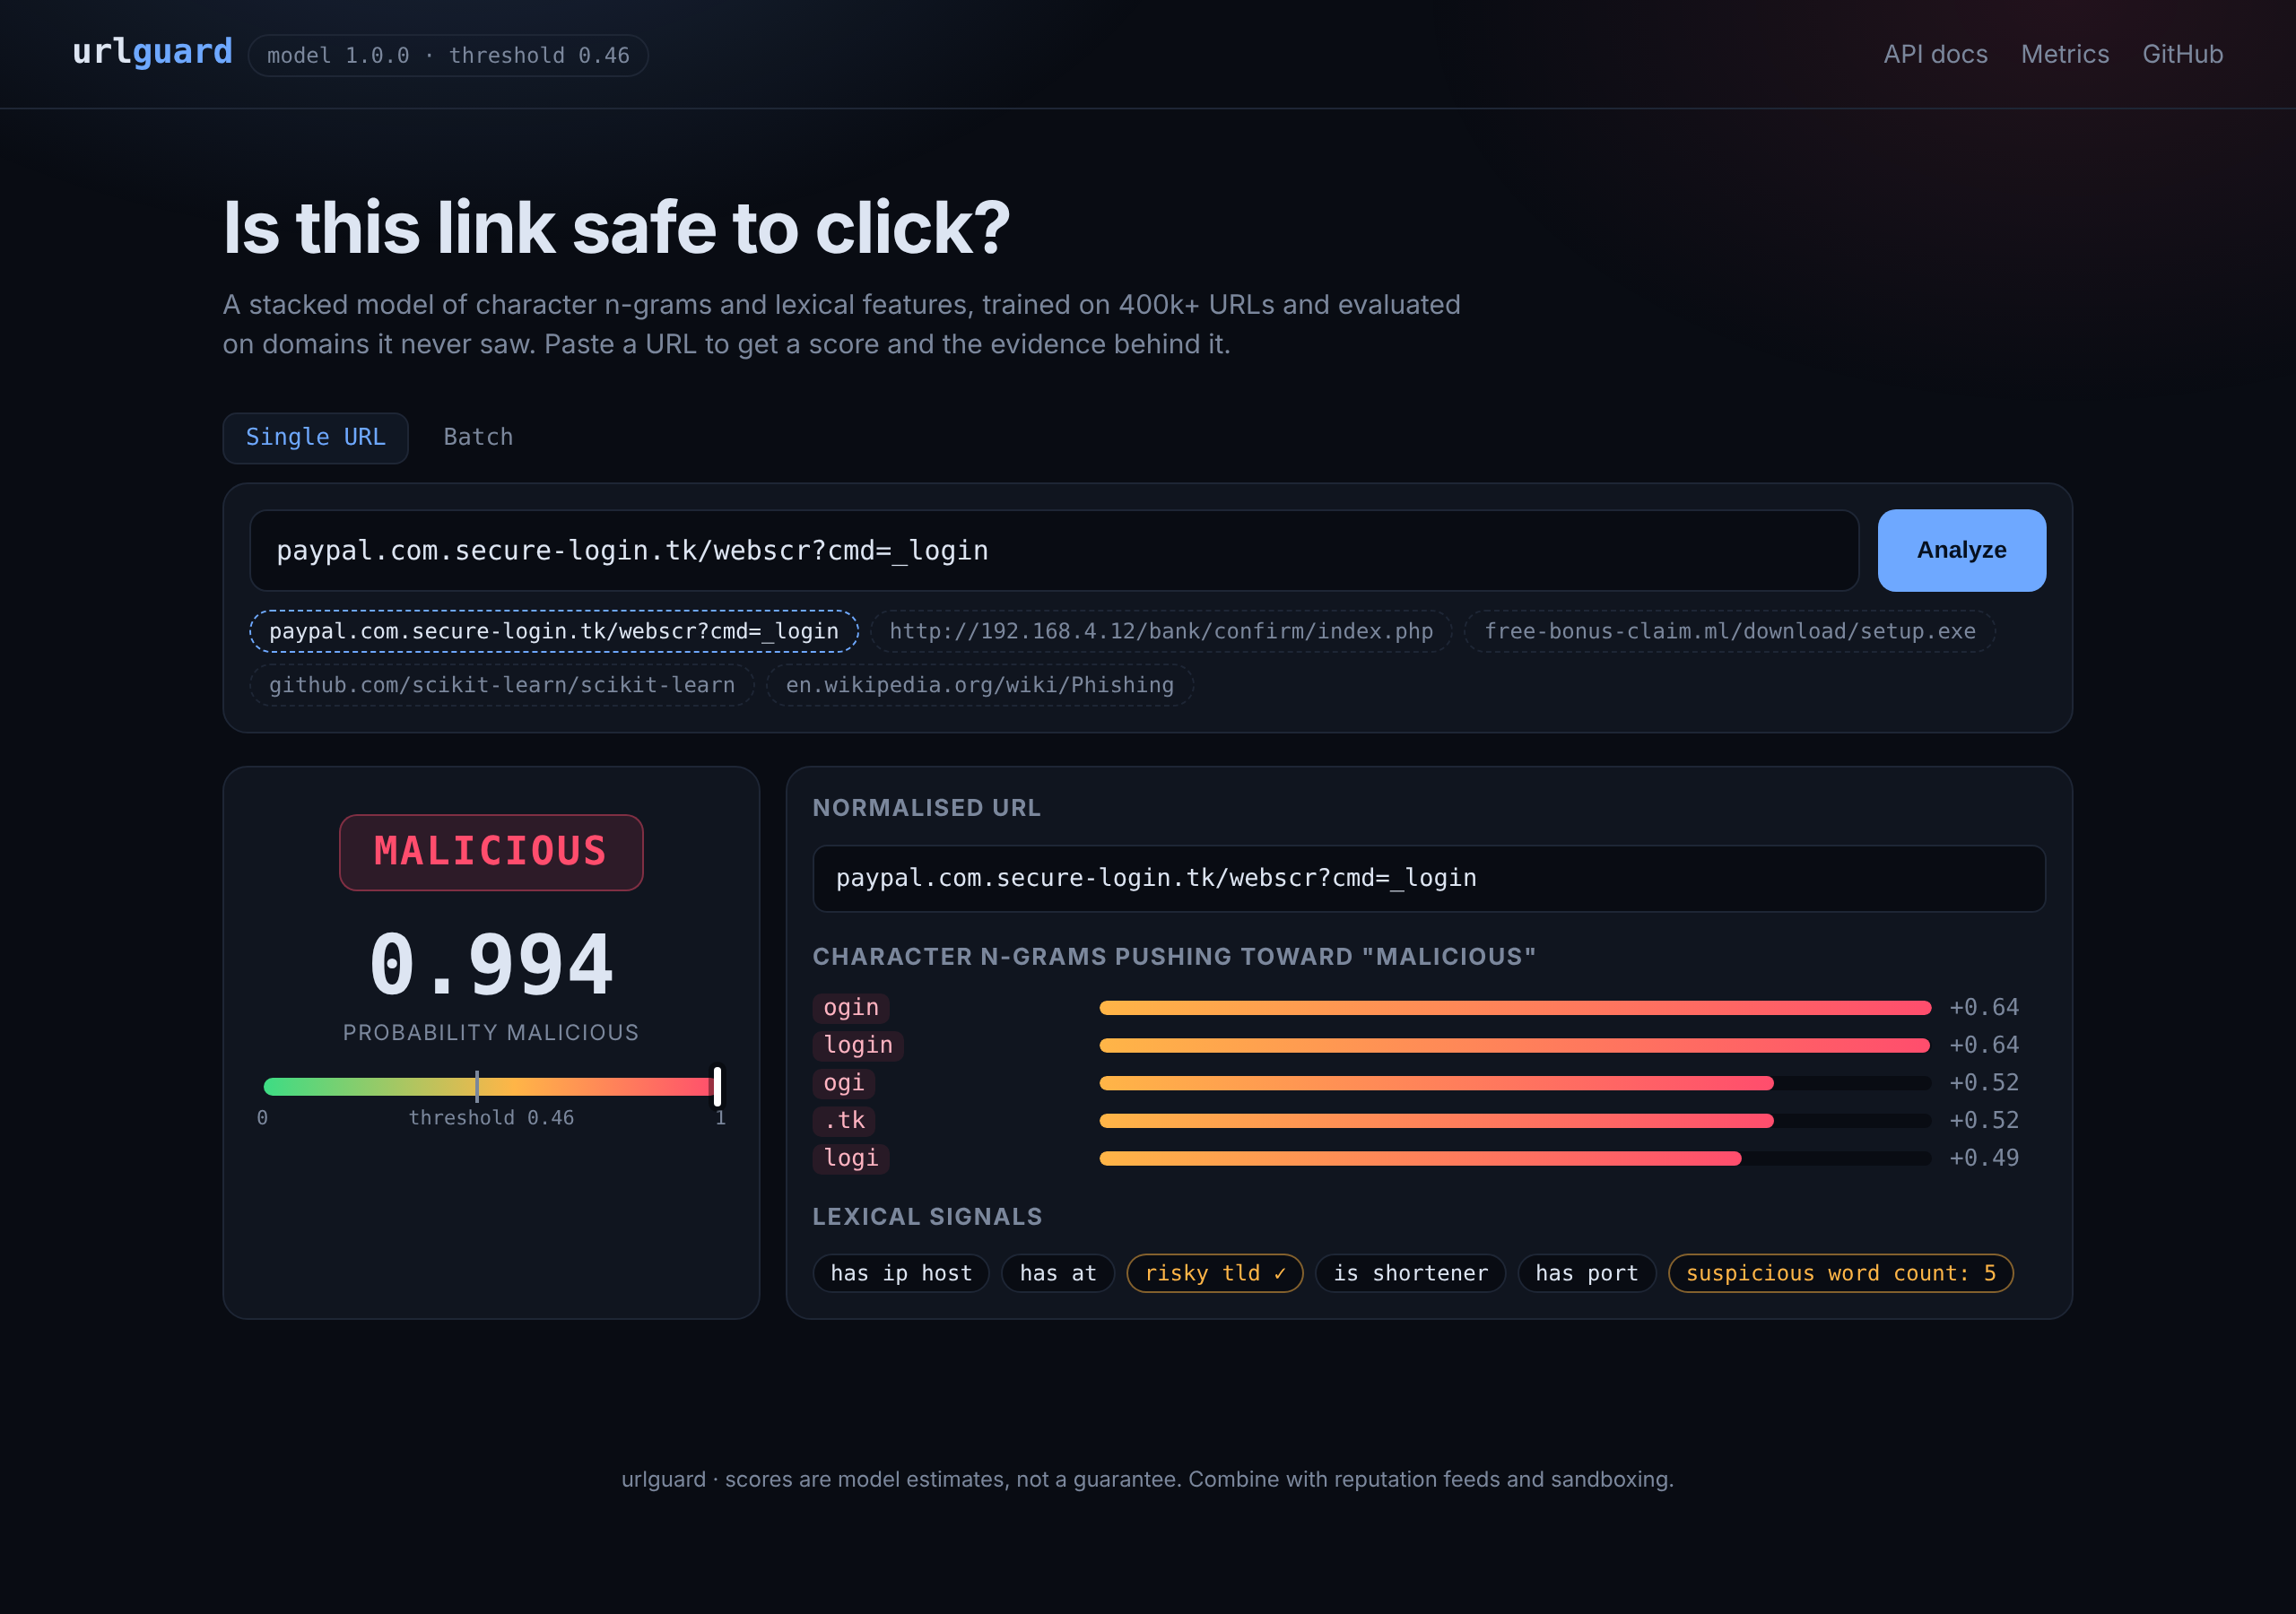 urlguard model 1.0.0 · threshold 0.46 API docs Metrics GitHub
Is this link safe to click?
A stacked model of character n-grams and lexical features, trained on 400k+ URLs and evaluated
on domains it never saw. Paste a URL to get a score and the evidence behind it.
Single URL Batch
paypal.com.secure-login.tk/webscr?cmd=_login Analyze
paypal.com.secure-login.tk/webscr?cmd=_login http://192.168.4.12/bank/confirm/index.php free-bonus-claim.ml/download/setup.exe
github.com/scikit-learn/scikit-learn en.wikipedia.org/wiki/Phishing
MALICIOUS
0.994
PROBABILITY MALICIOUS
0 threshold 0.46 1
NORMALISED URL
paypal.com.secure-login.tk/webscr?cmd=_login
CHARACTER N-GRAMS PUSHING TOWARD "MALICIOUS"
ogin +0.64
login +0.64
ogi +0.52
.tk +0.52
logi +0.49
LEXICAL SIGNALS
has ip host has at risky tld ✓ is shortener has port suspicious word count: 5
urlguard · scores are model estimates, not a guarantee. Combine with reputation feeds and sandboxing.